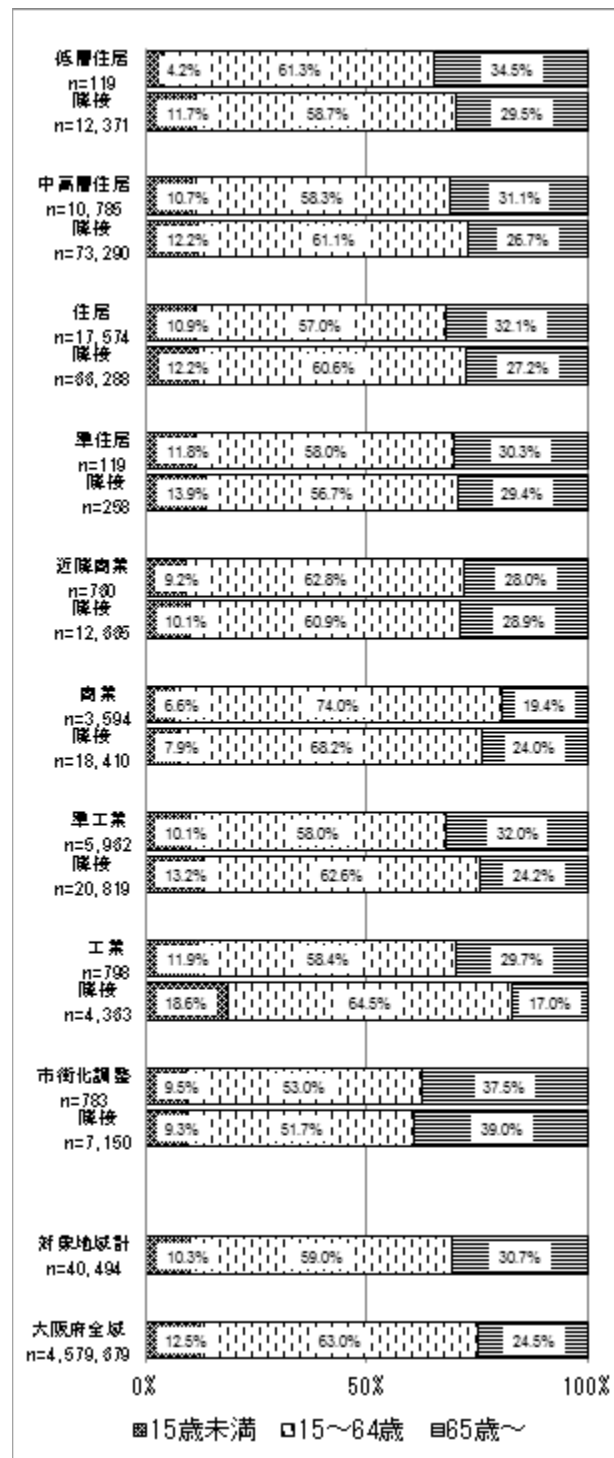 低層住居
n=119
4.2% 61.3% 34.5%
隣接
n=12,371
11.7% 58.7% 29.5%
中高層住居
n=10,785
10.7% 58.3% 31.1%
隣接
n=73,290
12.2% 61.1% 26.7%
住居
n=17,574
10.9% 57.0% 32.1%
隣接
n=66,288
12.2% 60.6% 27.2%
準住居
n=119
11.8% 58.0% 30.3%
隣接
n=258
13.9% 56.7% 29.4%
近隣商業
n=760
9.2% 62.8% 28.0%
隣接
n=12,665
10.1% 60.9% 28.9%
商業
n=3,594
6.6% 74.0% 19.4%
隣接
n=18,410
7.9% 68.2% 24.0%
準工業
n=5,962
10.1% 58.0% 32.0%
隣接
n=20,819
13.2% 62.6% 24.2%
工業
n=798
11.9% 58.4% 29.7%
隣接
n=4,363
18.6% 64.5% 17.0%
市街化調整
n=783
9.5% 53.0% 37.5%
隣接
n=7,150
9.3% 51.7% 39.0%
対象地域計
n=40,494
10.3% 59.0% 30.7%
大阪府全域
n=4,579,679
12.5% 63.0% 24.5%
0% 50% 100%
15歳未満 15～64歳 65歳～